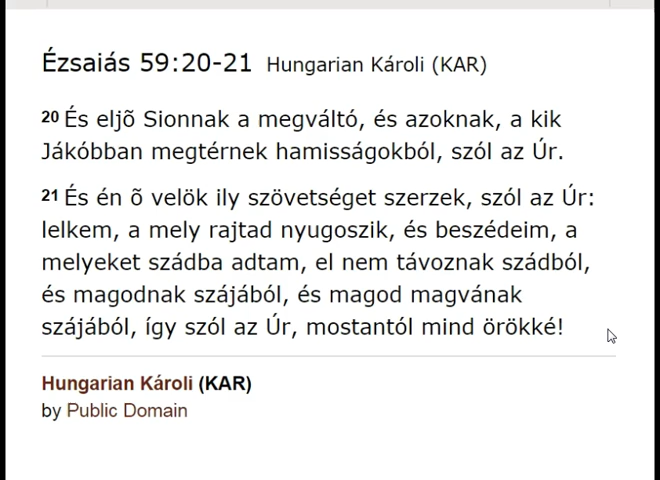 Ézsaiás 59:20-21 Hungarian Károli (KAR)
20 És eljõ Sionnak a megváltó, és azoknak, a kik
Jákóbban megtérnek hamisságokból, szól az Úr.
21 És én õ velök ily szövetséget szerzek, szól az Úr:
lelkem, a mely rajtad nyugoszik, és beszédeim, a
melyeket szádba adtam, el nem távoznak szádból,
és magodnak szájából, és magod magvának
szájából, így szól az Úr, mostantól mind örökké!
Hungarian Károli (KAR)
by Public Domain